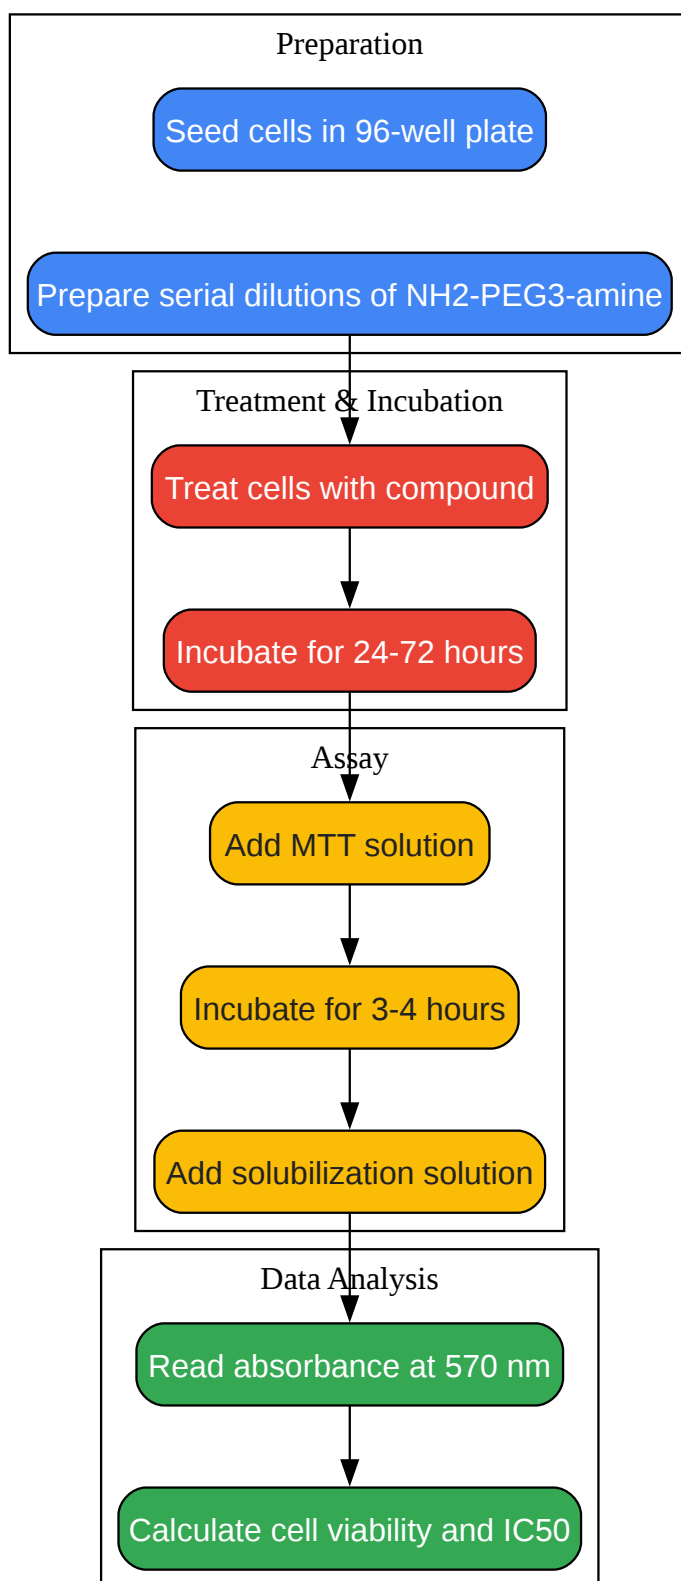 Preparation
Seed cells in 96-well plate
Prepare serial dilutions of NH2-PEG3-amine
Treatment & Incubation
Treat cells with compound
Incubate for 24-72 hours
Assay
Add MTT solution
Incubate for 3-4 hours
Add solubilization solution
Data Analysis
Read absorbance at 570 nm
Calculate cell viability and IC50